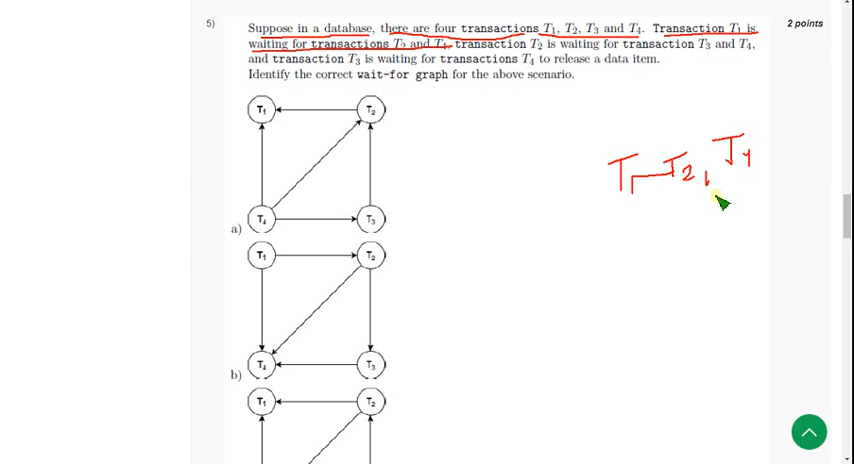 5) Suppose in a database, there are four transactions T1, T2, T3 and T4. Transaction T1 is 2 points
waiting for transactions T2 and T4, transaction T2 is waiting for transaction T3 and T4,
and transaction T3 is waiting for transactions T4 to release a data item.
Identify the correct wait-for graph for the above scenario.
T1 T2
T1 T2, T4
T4 T3
a)
T1 T2
T4 T3
b)
T1 T2